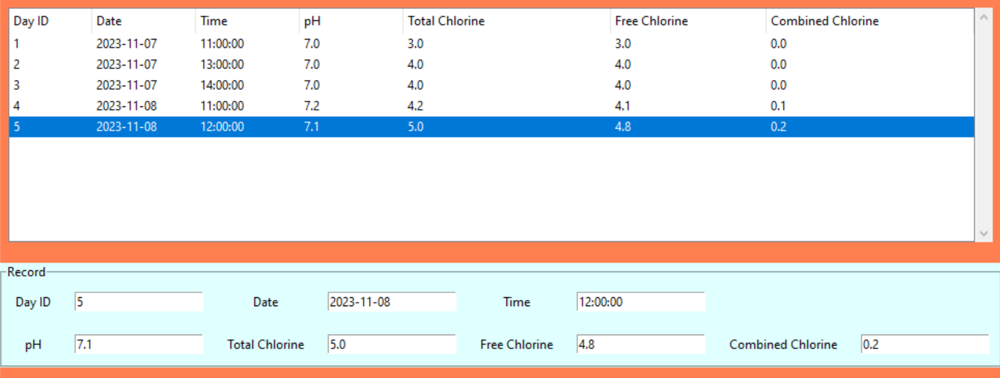 Day ID Date Time pH Total Chlorine Free Chlorine Combined Chlorine
1 2023-11-07 11:00:00 7.0 3.0 3.0 0.0
2 2023-11-07 13:00:00 7.0 4.0 4.0 0.0
3 2023-11-07 14:00:00 7.0 4.0 4.0 0.0
4 2023-11-08 11:00:00 7.2 4.2 4.1 0.1
5 2023-11-08 12:00:00 7.1 5.0 4.8 0.2
Record
Day ID 5 Date 2023-11-08 Time 12:00:00
pH 7.1 Total Chlorine 5.0 Free Chlorine 4.8 Combined Chlorine 0.2